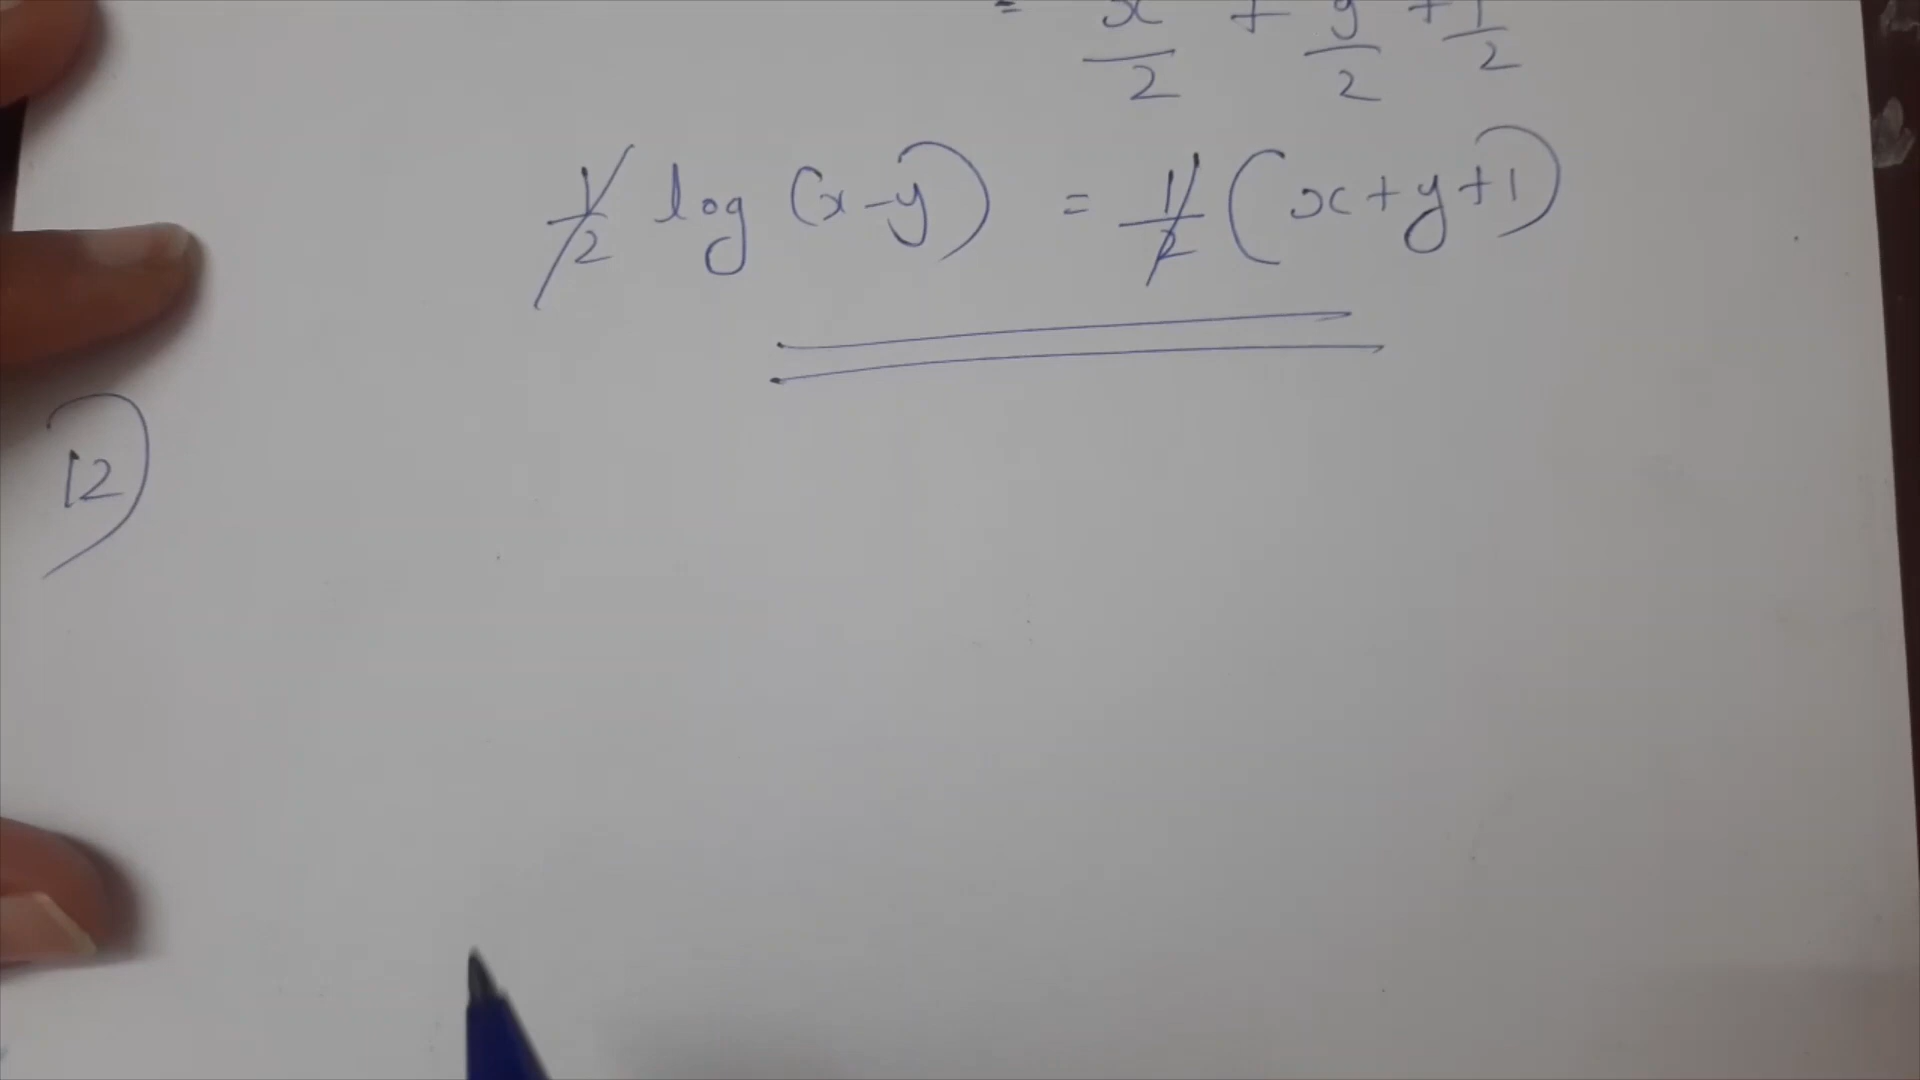 = x/2 + y/2 + 1/2
1/2 log (x-y) = 1/2 (x+y+1)
12)